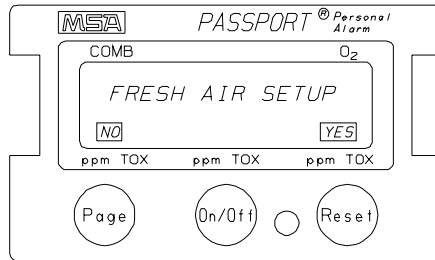 MSA PASSPORT® Personal Alarm
COMB O2
FRESH AIR SETUP
NO YES
ppm TOX ppm TOX ppm TOX
Page On/Off Reset